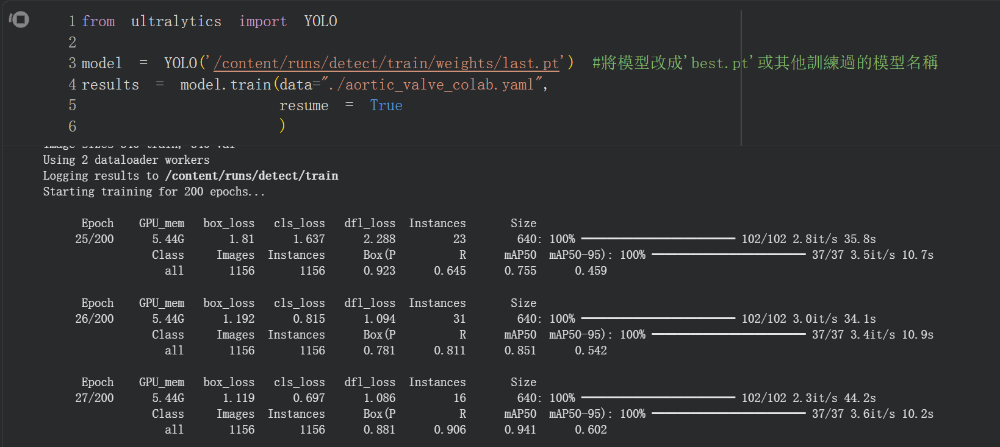 1 from ultralytics import YOLO
2
3 model = YOLO('/content/runs/detect/train/weights/last.pt') #將模型改成'best.pt'或其他訓練過的模型名稱
4 results = model.train(data="./aortic_valve_colab.yaml",
5 resume = True
6 )
Using 2 dataloader workers
Logging results to /content/runs/detect/train
Starting training for 200 epochs...
Epoch GPU_mem box_loss cls_loss dfl_loss Instances Size
25/200 5.44G 1.81 1.637 2.288 23 640: 100% ━━━━━━━━━━━━ 102/102 2.8it/s 35.8s
Class Images Instances Box(P R mAP50 mAP50-95): 100% ━━━━━━━━━━━━ 37/37 3.5it/s 10.7s
all 1156 1156 0.923 0.645 0.755 0.459
Epoch GPU_mem box_loss cls_loss dfl_loss Instances Size
26/200 5.44G 1.192 0.815 1.094 31 640: 100% ━━━━━━━━━━━━ 102/102 3.0it/s 34.1s
Class Images Instances Box(P R mAP50 mAP50-95): 100% ━━━━━━━━━━━━ 37/37 3.4it/s 10.9s
all 1156 1156 0.781 0.811 0.851 0.542
Epoch GPU_mem box_loss cls_loss dfl_loss Instances Size
27/200 5.44G 1.119 0.697 1.086 16 640: 100% ━━━━━━━━━━━━ 102/102 2.3it/s 44.2s
Class Images Instances Box(P R mAP50 mAP50-95): 100% ━━━━━━━━━━━━ 37/37 3.6it/s 10.2s
all 1156 1156 0.881 0.906 0.941 0.602